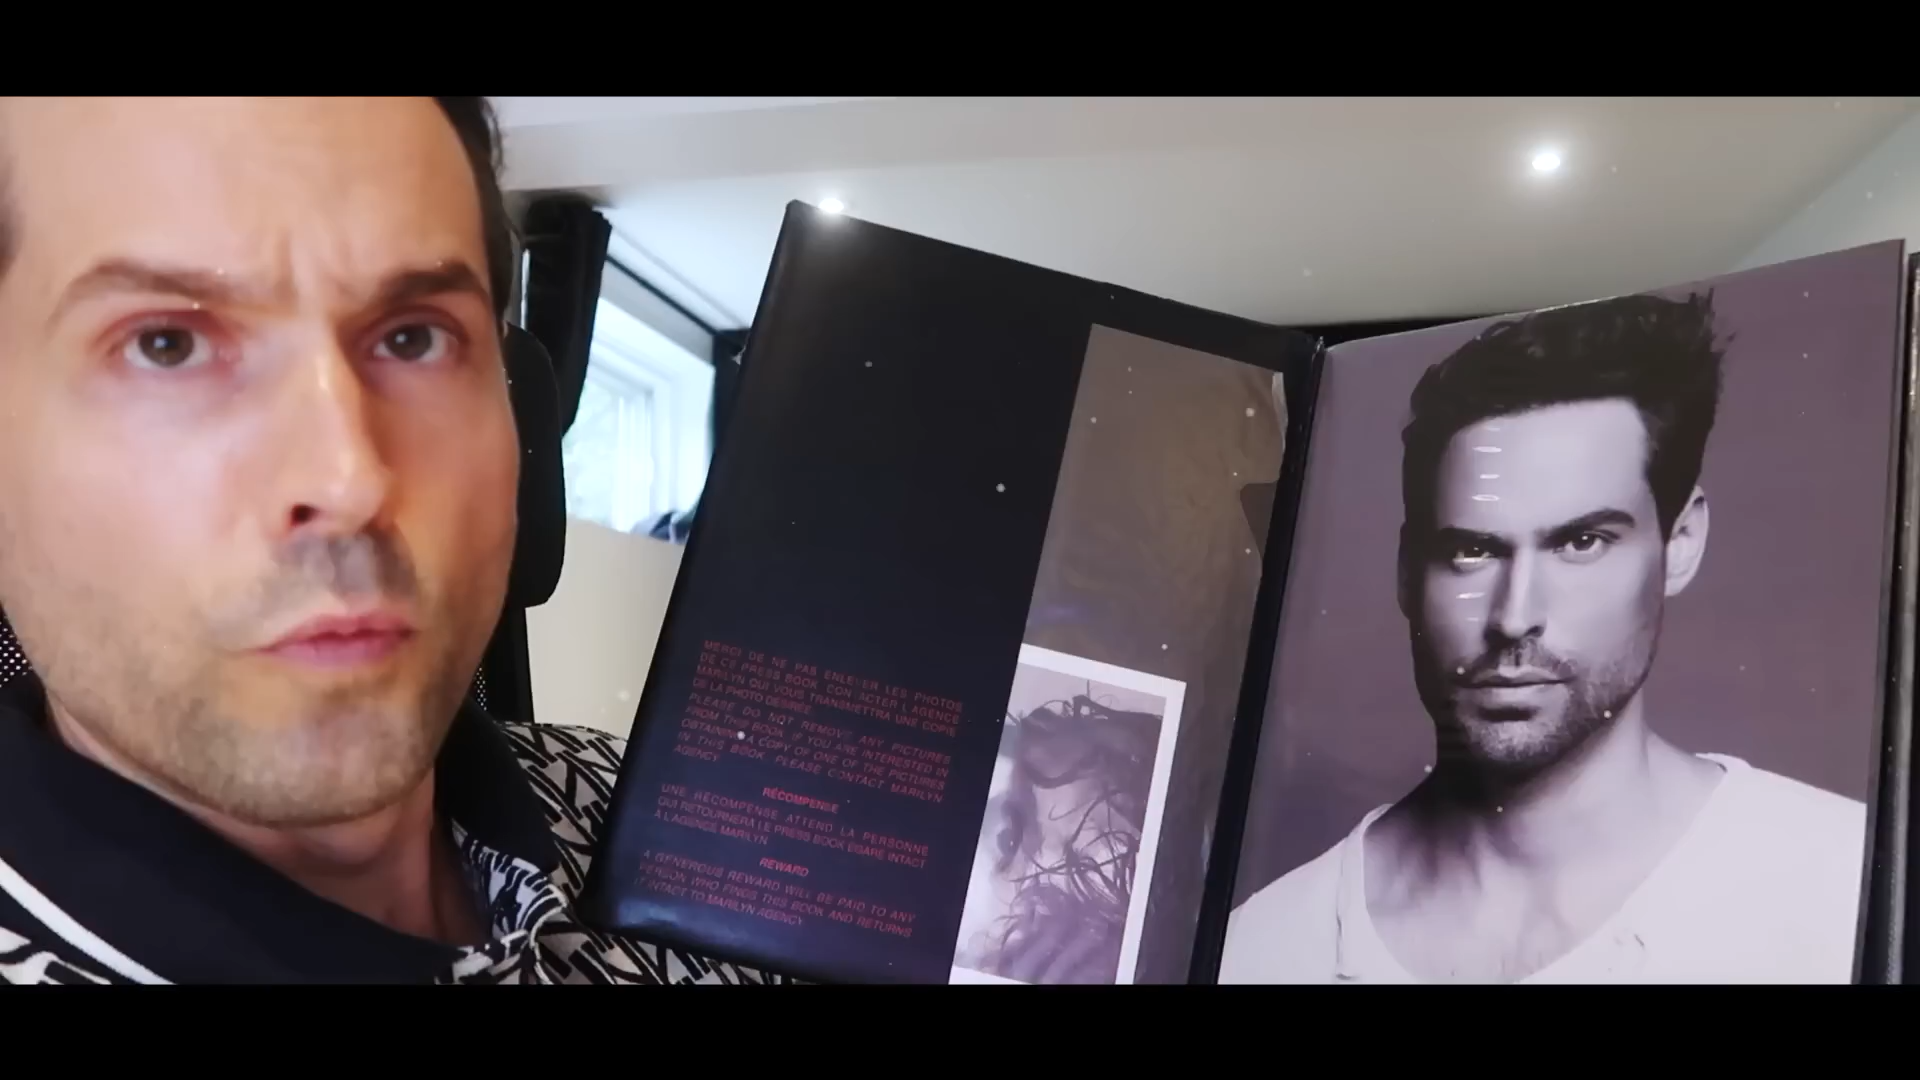 MERCI DE NE PAS ENLEVER LES PHOTOS
DE CE PRESS BOOK. CONTACTER L'AGENCE
MARILYN QUI VOUS TRANSMETTRA UNE COPIE
DE LA PHOTO DESIRÉE.
PLEASE DO NOT REMOVE ANY PICTURES
FROM THIS BOOK. IF YOU ARE INTERESTED IN
OBTAINING A COPY OF ONE OF THE PICTURES
IN THIS BOOK PLEASE CONTACT MARILYN
AGENCY
RÉCOMPENSE
UNE RÉCOMPENSE ATTEND LA PERSONNE
QUI RETOURNERA LE PRESS BOOK EGARÉ INTACT
A L'AGENCE MARILYN
REWARD
A GENEROUS REWARD WILL BE PAID TO ANY
PERSON WHO FINDS THIS BOOK AND RETURNS
IT INTACT TO MARILYN AGENCY